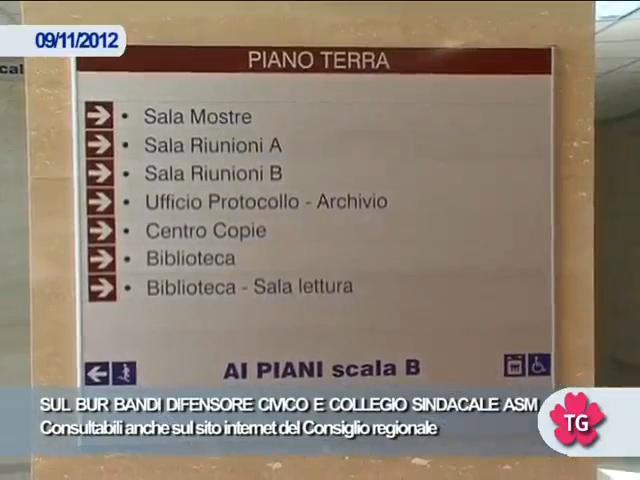 09/11/2012
cal
PIANO TERRA
• Sala Mostre
• Sala Riunioni A
• Sala Riunioni B
• Ufficio Protocollo - Archivio
• Centro Copie
• Biblioteca
• Biblioteca - Sala lettura
AI PIANI scala B
SUL BUR BANDI DIFENSORE CIVICO E COLLEGIO SINDACALE ASM
Consultabili anche sul sito internet del Consiglio regionale
TG